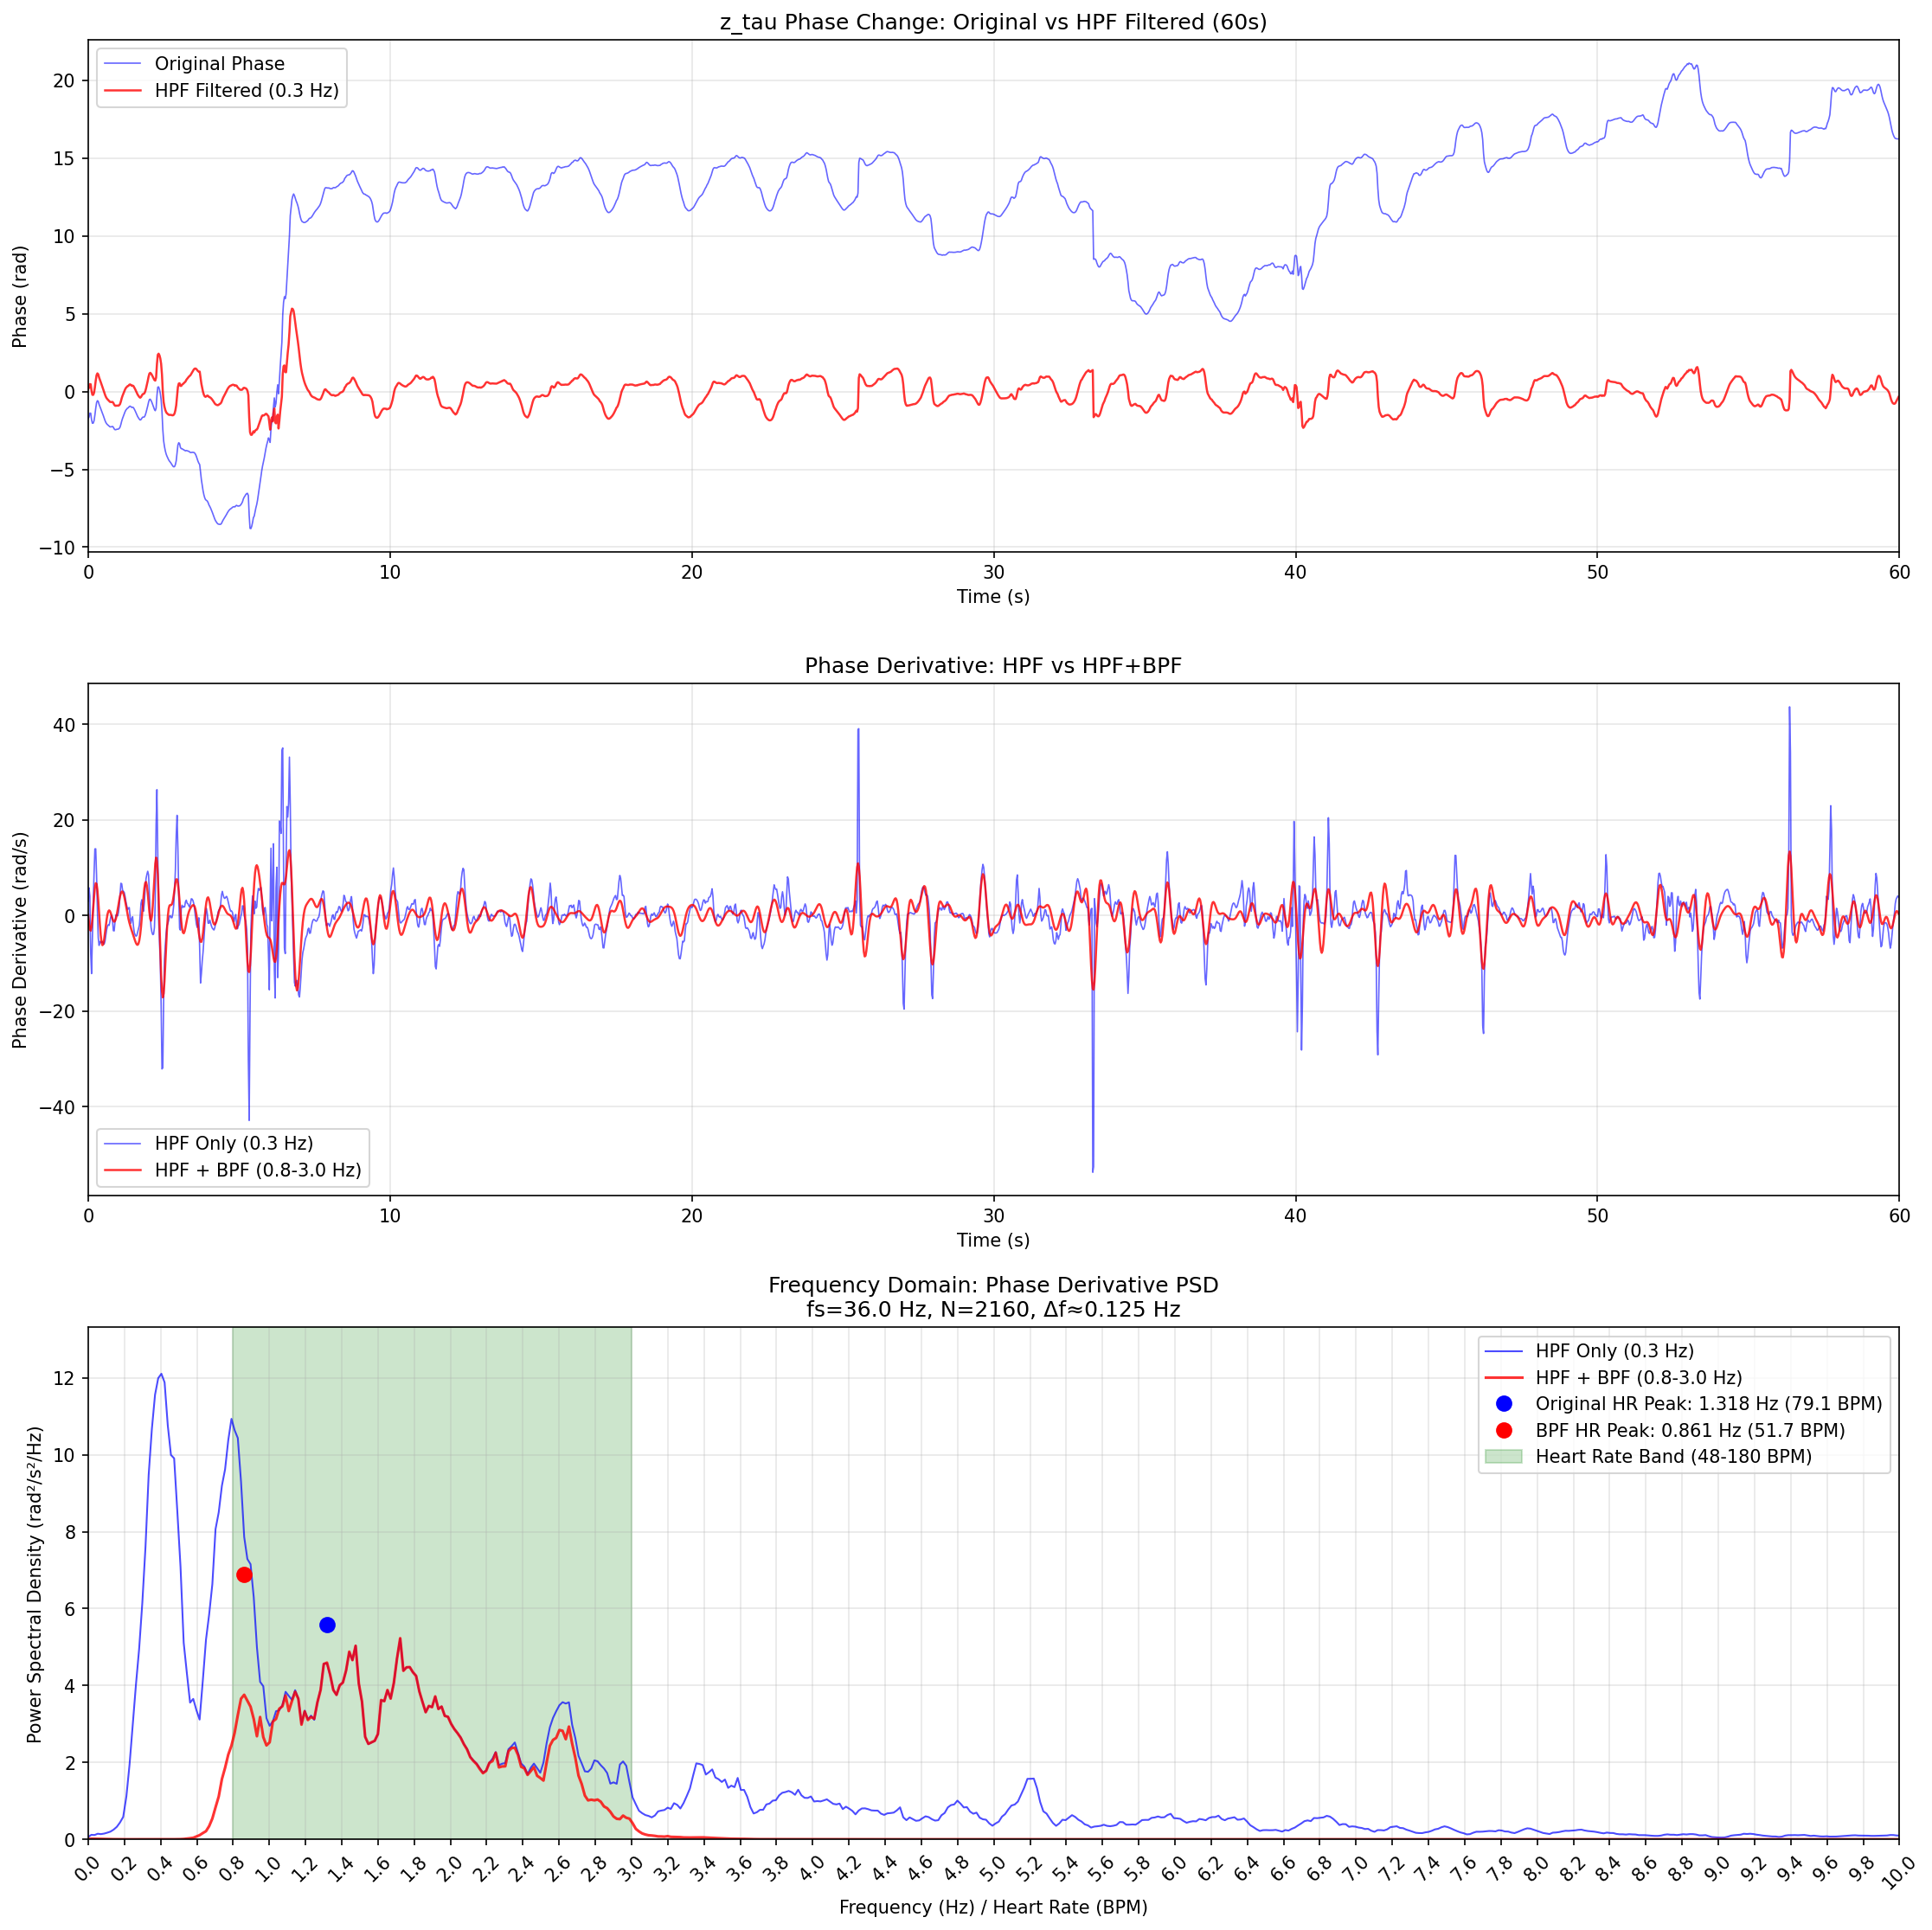 z_tau Phase Change: Original vs HPF Filtered (60s)
Original Phase
HPF Filtered (0.3 Hz)
Phase (rad)
20
15
10
5
0
−5
−10
0 10 20 30 40 50 60
Time (s)
Phase Derivative: HPF vs HPF+BPF
Phase Derivative (rad/s)
40
20
0
−20
−40
HPF Only (0.3 Hz)
HPF + BPF (0.8-3.0 Hz)
0 10 20 30 40 50 60
Time (s)
Frequency Domain: Phase Derivative PSD
fs=36.0 Hz, N=2160, Δf≈0.125 Hz
HPF Only (0.3 Hz)
HPF + BPF (0.8-3.0 Hz)
Original HR Peak: 1.318 Hz (79.1 BPM)
BPF HR Peak: 0.861 Hz (51.7 BPM)
Heart Rate Band (48-180 BPM)
Power Spectral Density (rad²/s²/Hz)
12
10
8
6
4
2
0
0.0 0.2 0.4 0.6 0.8 1.0 1.2 1.4 1.6 1.8 2.0 2.2 2.4 2.6 2.8 3.0 3.2 3.4 3.6 3.8 4.0 4.2 4.4 4.6 4.8 5.0 5.2 5.4 5.6 5.8 6.0 6.2 6.4 6.6 6.8 7.0 7.2 7.4 7.6 7.8 8.0 8.2 8.4 8.6 8.8 9.0 9.2 9.4 9.6 9.8 10.0
Frequency (Hz) / Heart Rate (BPM)